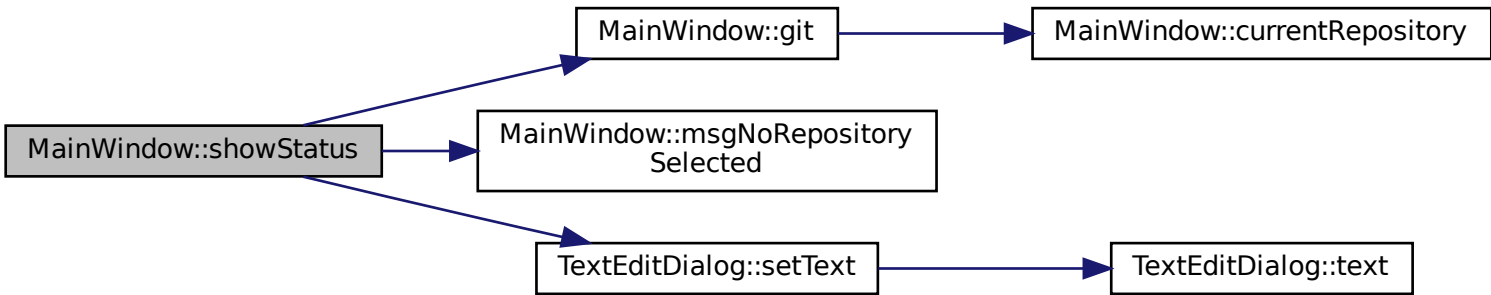 MainWindow::showStatus
MainWindow::git
MainWindow::currentRepository
MainWindow::msgNoRepository
Selected
TextEditDialog::setText
TextEditDialog::text